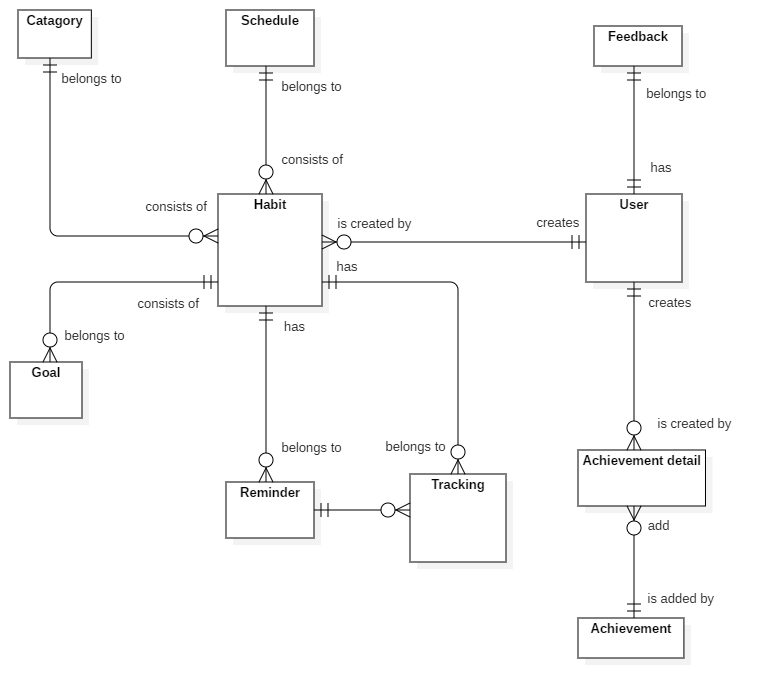 Catagory
Schedule
Feedback
belongs to
belongs to
belongs to
consists of
has
consists of
Habit
is created by
creates
User
has
consists of
creates
has
belongs to
Goal
is created by
belongs to
belongs to
Achievement detail
Reminder
Tracking
add
is added by
Achievement